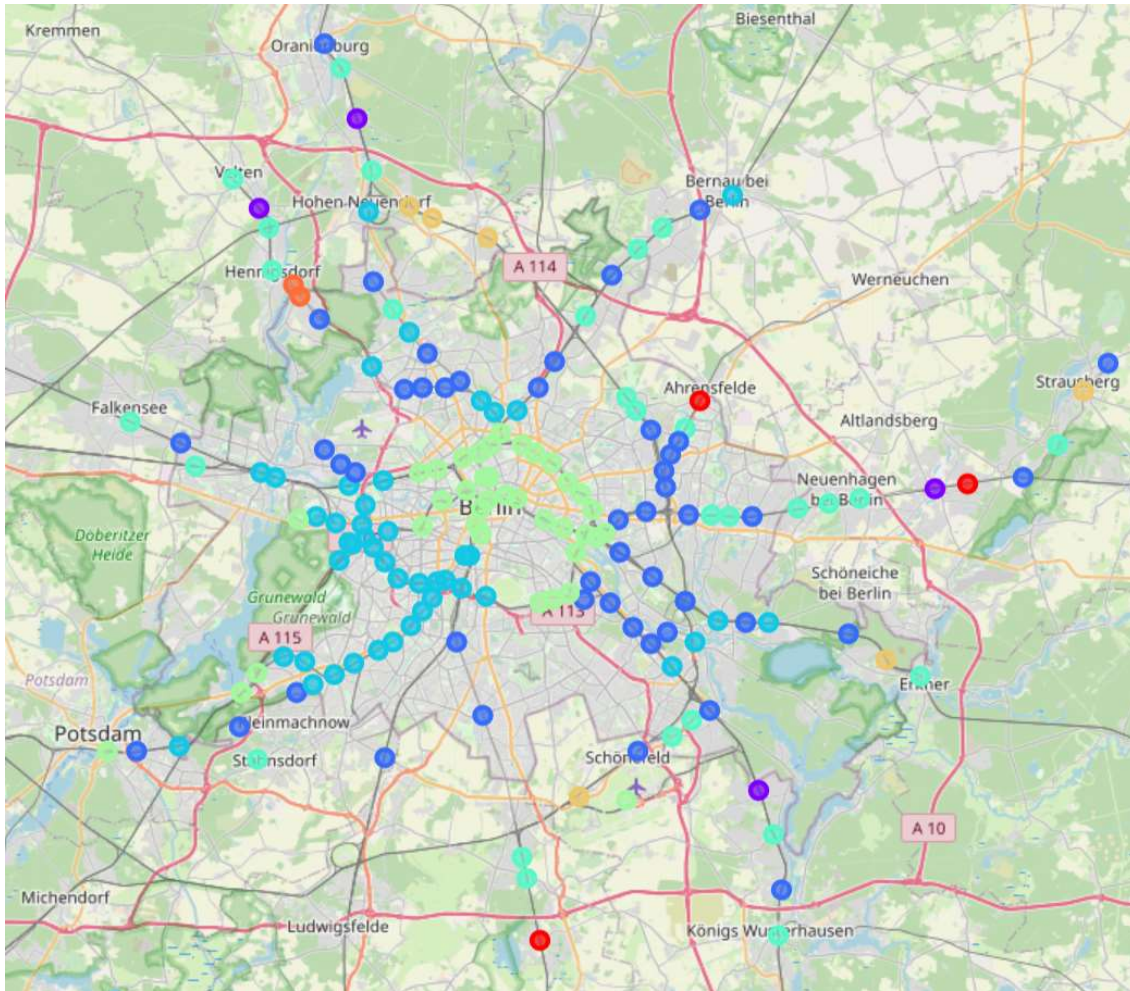 Kremmen
Biesenthal
Oranienburg
Velten
Bernau bei
Berlin
Hohen Neuendorf
A 114
Hennigsdorf
Werneuchen
Ahrensfelde
Strausberg
Falkensee
Altlandsberg
Neuenhagen
bei Berlin
Berlin
Döberitzer
Heide
Schöneiche
bei Berlin
Grunewald
Grunewald
A 113
A 115
Potsdam
Erkner
Kleinmachnow
Potsdam
Stahnsdorf
Schönefeld
A 10
Michendorf
Ludwigsfelde
Königs Wusterhausen